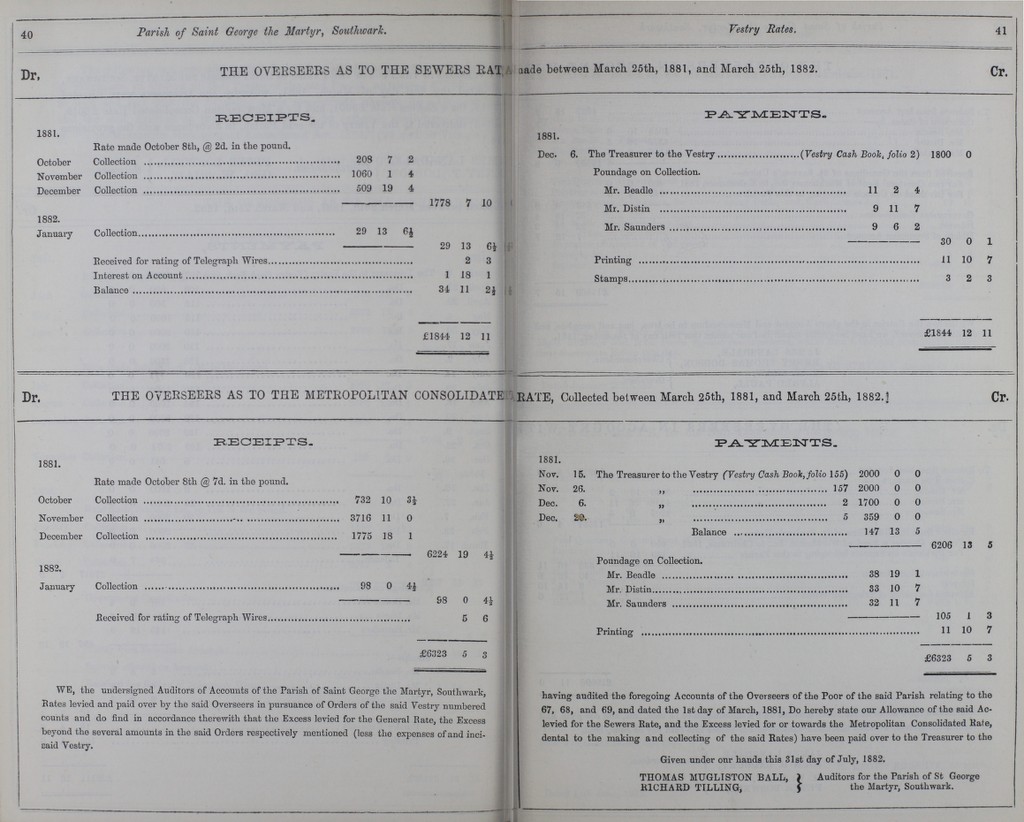 40 Parish of Saint George the Martyr, Southwark.
Dr. THE OVERSEERS AS TO THE SEWERS RAT
RECEIPTS.
1881.
Rate made October 8th, @ 2d. in the pound.
October Collection 208 7 2
November Collection 1060 1 4
December Collection 509 19 4
1778 7 10
1882.
January Collection 29 13 6½
29 13 6½
Received for rating of Telegraph Wires 2 3
Interest on Account 1 18 1
Balance 34 11 2½
£1844 12 11
Vestry Rates. 41
made between March 25th, 1881, and March 25th, 1882. Cr.
PAYMENTS.
1881.
Dec. 6. The Treasurer to the Vestry (Vestry Cash Book, folio 2) 1800 0
Poundage on Collection.
Mr. Beadle 11 2 4
Mr. Distin 9 11 7
Mr. Saunders 9 6 2
30 0 1
Printing 11 10 7
Stamps 3 2 3
£1844 12 11
Dr. THE OVERSEERS AS TO THE METROPOLITAN CONSOLIDATE RATE, Collected between March 25th, 1881, and March 25th, 1882. Cr.
RECEIPTS.
1881.
Rate made October 8th @ 7d. in the pound.
October Collection 732 10 3½
November Collection 3716 11 0
December Collection 1775 18 1
6224 19 4½
1882.
January Collection 98 0 4½
98 0 4½
Received for rating of Telegraph Wires 5 6
£6323 5 3
PAYMENTS.
1881.
Nov. 15. The Treasurer to the Vestry (Vestry Cash Book, folio 155) 2000 0 0
Nov. 26. „ 157 2000 0 0
Dec. 6. „ 2 1700 0 0
Dec. 20. „ 5 359 0 0
Balance 147 13 5
6206 13 5
Poundage on Collection.
Mr. Beadle 38 19 1
Mr. Distin 33 10 7
Mr. Saunders 32 11 7
105 1 3
Printing 11 10 7
£6323 5 3
WE, the undersigned Auditors of Accounts of the Parish of Saint George the Martyr, Southwark,
Rates levied and paid over by the said Overseers in pursuance of Orders of the said Vestry numbered
counts and do find in accordance therewith that the Excess levied for the General Rate, the Excess
beyond the several amounts in the said Orders respectively mentioned (less the expenses of and inci-
said Vestry.
having audited the foregoing Accounts of the Overseers of the Poor of the said Parish relating to the
67, 68, and 69, and dated the 1st day of March, 1881, Do hereby state our Allowance of the said Ac-
levied for the Sewers Rate, and the Excess levied for or towards the Metropolitan Consolidated Rate,
dental to the making and collecting of the said Rates) have been paid over to the Treasurer to the
Given under our hands this 31st day of July, 1882.
THOMAS MUGLISTON BALL, } Auditors for the Parish of St George
RICHARD TILLING, } the Martyr, Southwark.